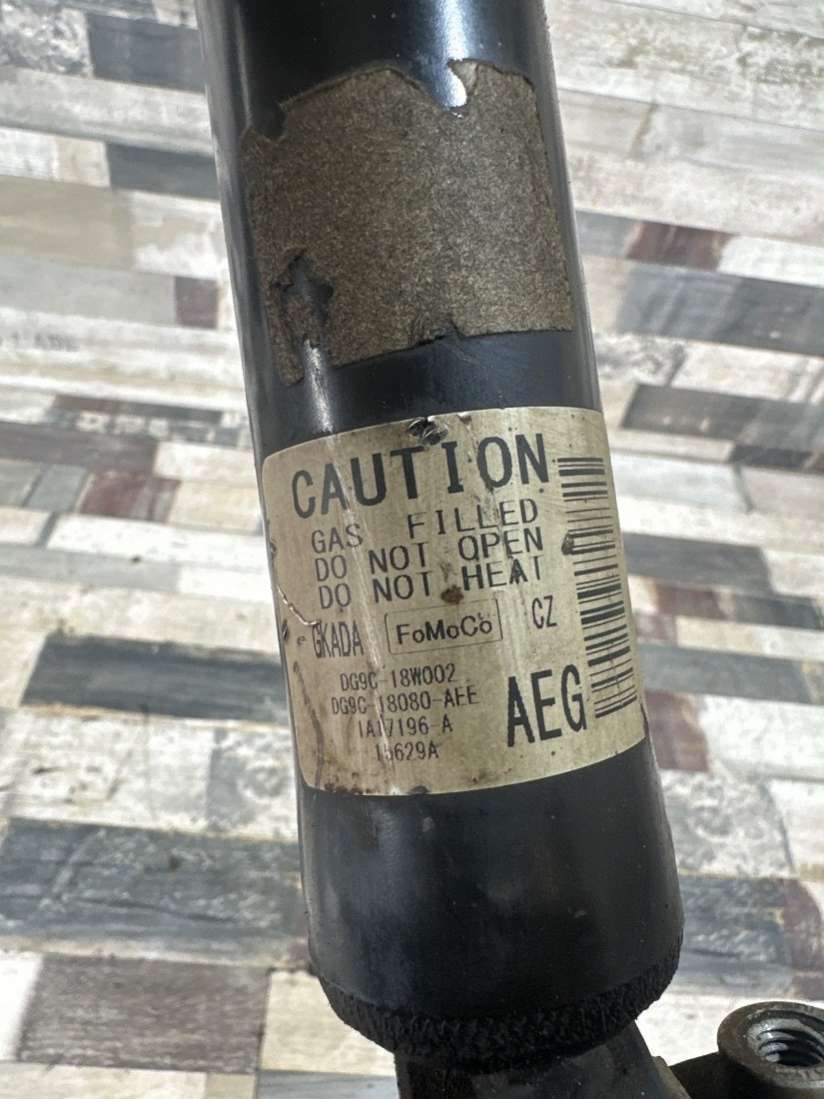 CAUTION
GAS FILLED
DO NOT OPEN
DO NOT HEAT
GKADA FoMoCo CZ
DG9C-18W002
DG9C-18080-AEE
1A17196-A
15629A
AEG